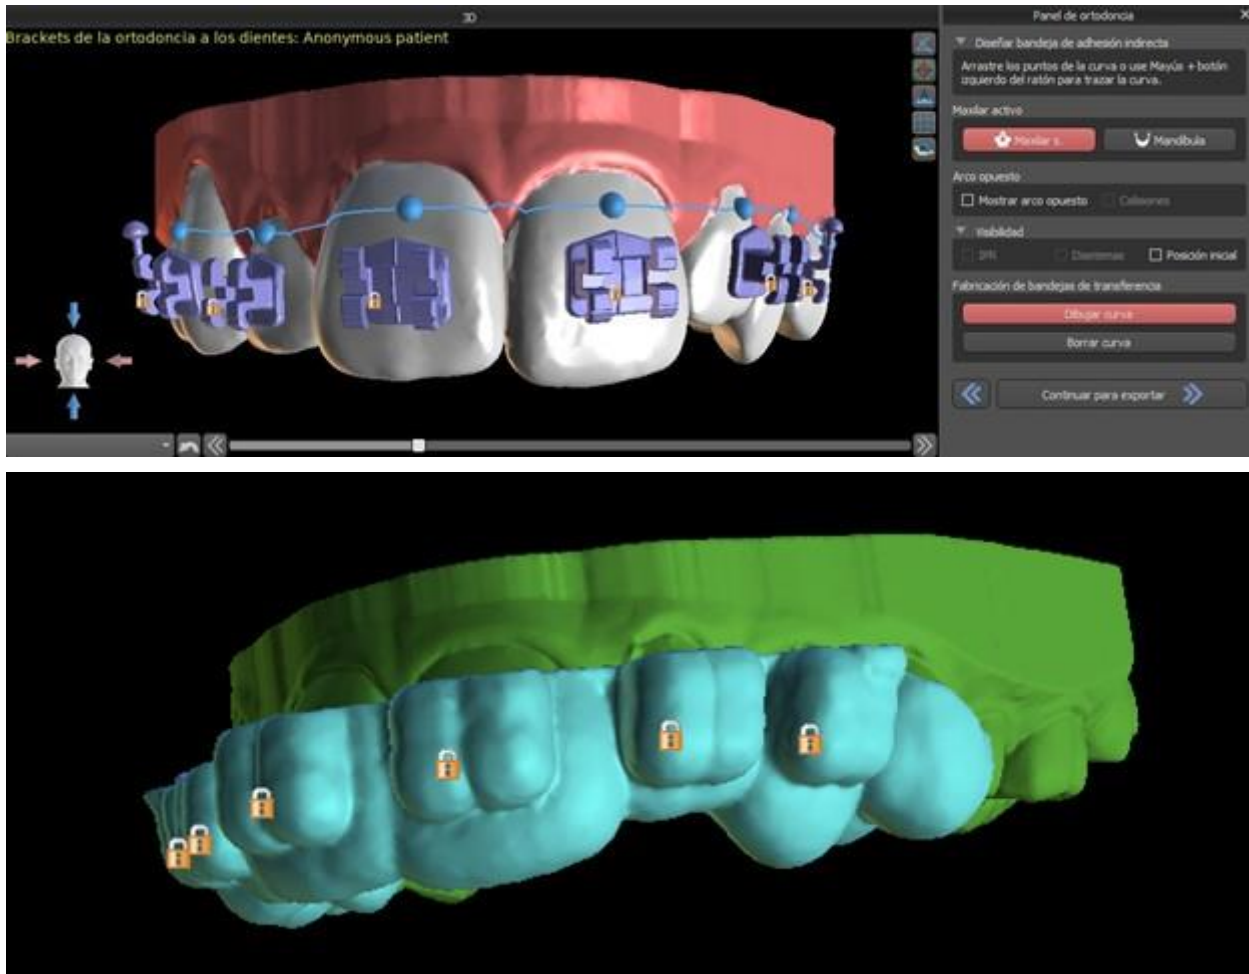 3D
Panel de ortodoncia
Brackets de la ortodoncia a los dientes: Anonymous patient
Diseñar bandeja de adhesión indirecta
Arrastre los puntos de la curva o use Mayús + botón
izquierdo del ratón para trazar la curva.
Maxilar activo
Maxilar s.
Mandíbula
Arco opuesto
Mostrar arco opuesto
Colisiones
Visibilidad
IPR
Diastemas
Posición inicial
Fabricación de bandejas de transferencia
Dibujar curva
Borrar curva
Continuar para exportar